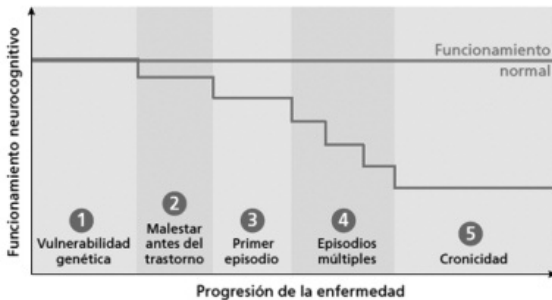 Funcionamiento neurocognitivo
Funcionamiento
normal
1
Vulnerabilidad
genética
2
Malestar
antes del
trastorno
3
Primer
episodio
4
Episodios
múltiples
5
Cronicidad
Progresión de la enfermedad